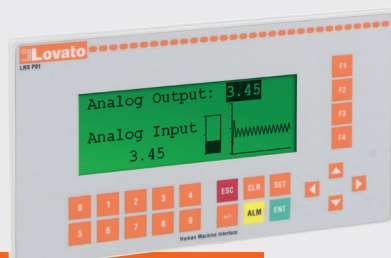 Lovato
LRX P01
Analog Output: 3.45
Analog Input
3.45
F1
F2
F3
F4
0 1 2 3 4 ESC CLR SET
5 6 7 8 9 +/- ALM ENT
Human Machine Interface